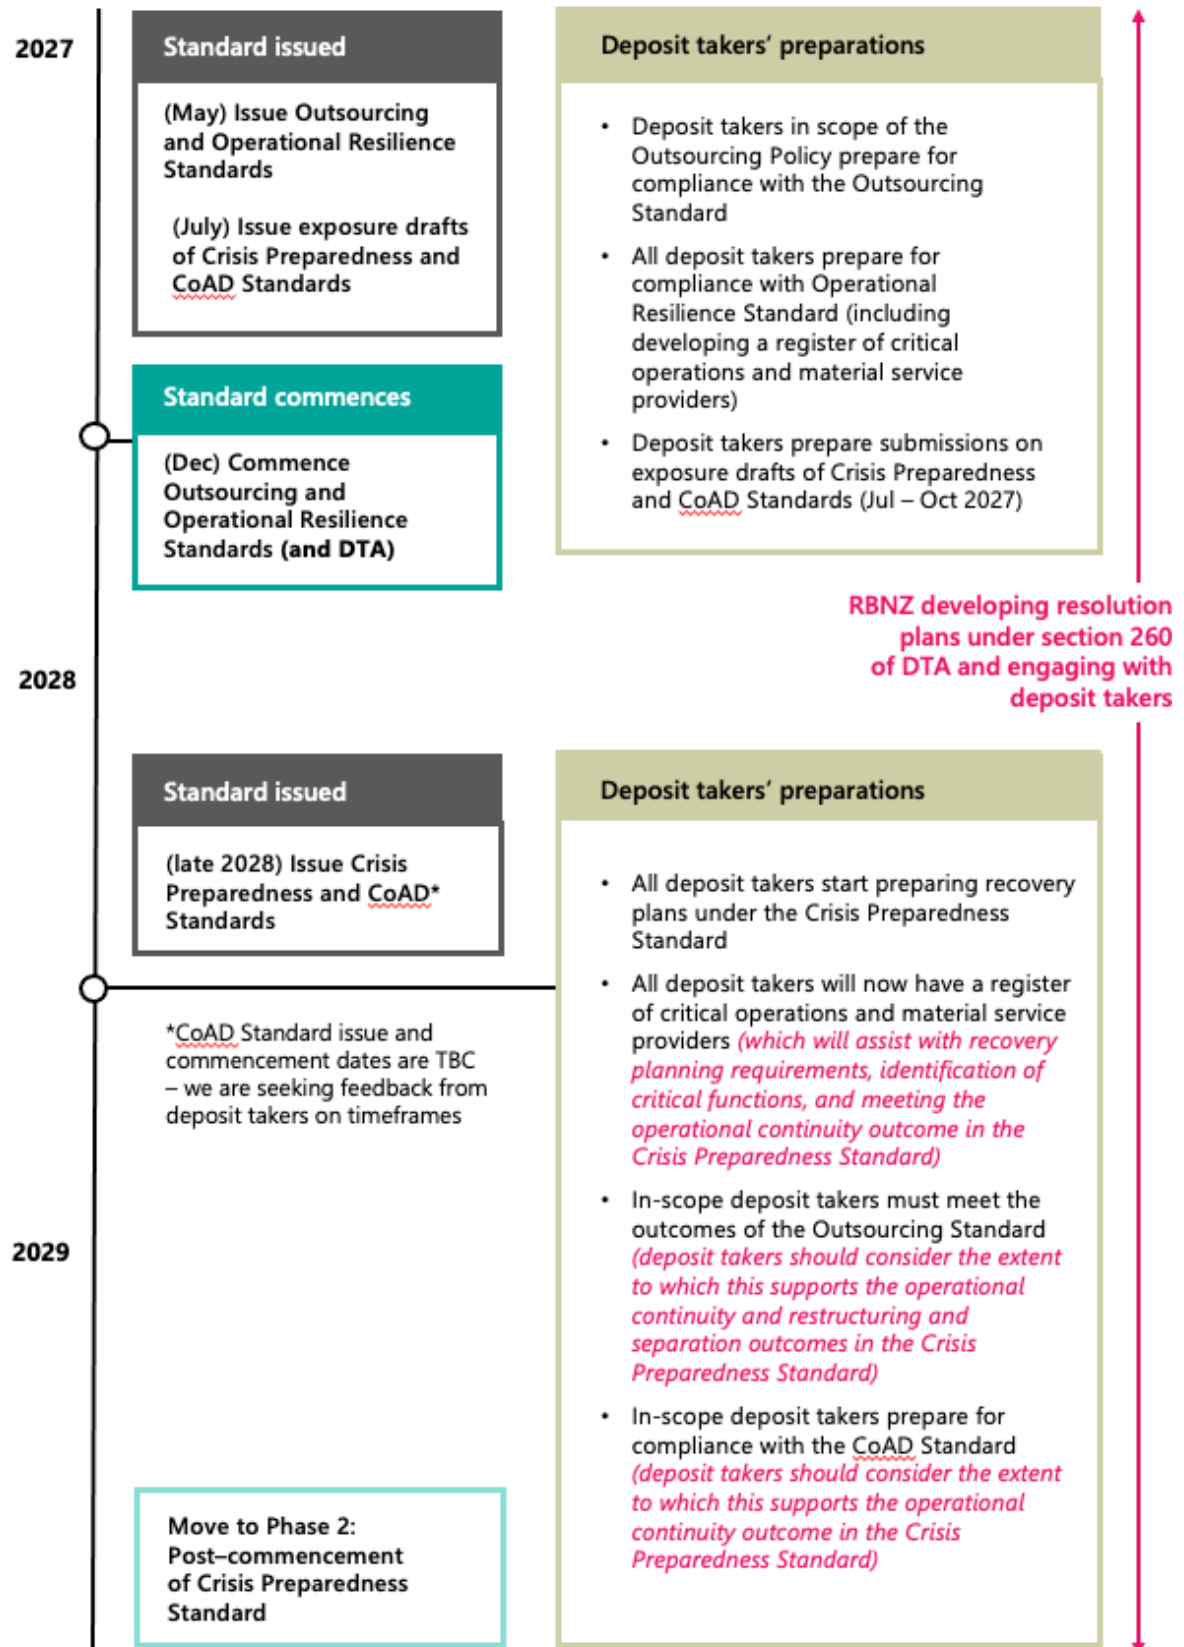 2027
Standard issued
(May) Issue Outsourcing
and Operational Resilience
Standards
(July) Issue exposure drafts
of Crisis Preparedness and
CoAD Standards
Deposit takers’ preparations
• Deposit takers in scope of the
Outsourcing Policy prepare for
compliance with the Outsourcing
Standard
• All deposit takers prepare for
compliance with Operational
Resilience Standard (including
developing a register of critical
operations and material service
providers)
• Deposit takers prepare submissions on
exposure drafts of Crisis Preparedness
and CoAD Standards (Jul – Oct 2027)
Standard commences
(Dec) Commence
Outsourcing and
Operational Resilience
Standards (and DTA)
RBNZ developing resolution
plans under section 260
of DTA and engaging with
deposit takers
2028
Standard issued
(late 2028) Issue Crisis
Preparedness and CoAD*
Standards
*CoAD Standard issue and
commencement dates are TBC
– we are seeking feedback from
deposit takers on timeframes
Deposit takers’ preparations
• All deposit takers start preparing recovery
plans under the Crisis Preparedness
Standard
• All deposit takers will now have a register
of critical operations and material service
providers (which will assist with recovery
planning requirements, identification of
critical functions, and meeting the
operational continuity outcome in the
Crisis Preparedness Standard)
• In-scope deposit takers must meet the
outcomes of the Outsourcing Standard
(deposit takers should consider the extent
to which this supports the operational
continuity and restructuring and
separation outcomes in the Crisis
Preparedness Standard)
• In-scope deposit takers prepare for
compliance with the CoAD Standard
(deposit takers should consider the extent
to which this supports the operational
continuity outcome in the Crisis
Preparedness Standard)
2029
Move to Phase 2:
Post–commencement
of Crisis Preparedness
Standard